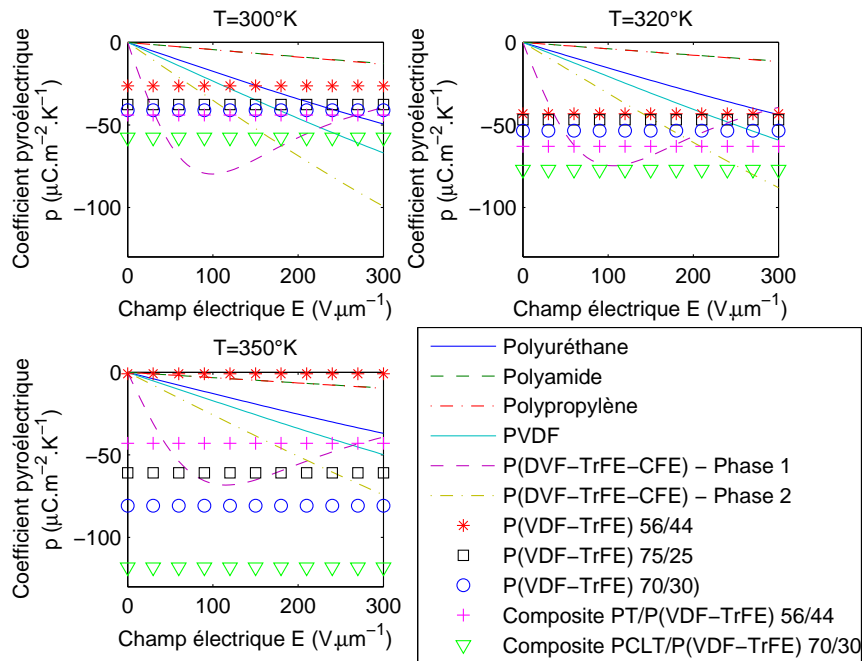 T=300°K
0
−50
−100
0
100
200
300
Coefficient pyroélectrique
p (µC.m−2.K−1)
Champ électrique E (V.µm−1)
T=320°K
0
−50
−100
0
100
200
300
Coefficient pyroélectrique
p (µC.m−2.K−1)
Champ électrique E (V.µm−1)
T=350°K
0
−50
−100
0
100
200
300
Coefficient pyroélectrique
p (µC.m−2.K−1)
Champ électrique E (V.µm−1)
Polyuréthane
Polyamide
Polypropylène
PVDF
P(DVF−TrFE−CFE) − Phase 1
P(DVF−TrFE−CFE) − Phase 2
P(VDF−TrFE) 56/44
P(VDF−TrFE) 75/25
P(VDF−TrFE) 70/30)
Composite PT/P(VDF−TrFE) 56/44
Composite PCLT/P(VDF−TrFE) 70/30